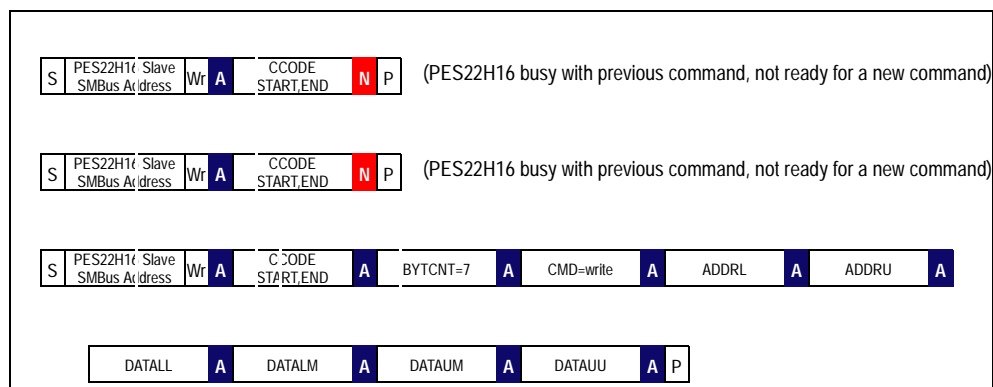 S PES22H16 Slave SMBus Address Wr A CCODE START,END N P (PES22H16 busy with previous command, not ready for a new command)
S PES22H16 Slave SMBus Address Wr A CCODE START,END N P (PES22H16 busy with previous command, not ready for a new command)
S PES22H16 Slave SMBus Address Wr A CCODE START,END A BYTCNT=7 A CMD=write A ADDRL A ADDRU A
DATALL A DATALM A DATAUM A DATAUU A P